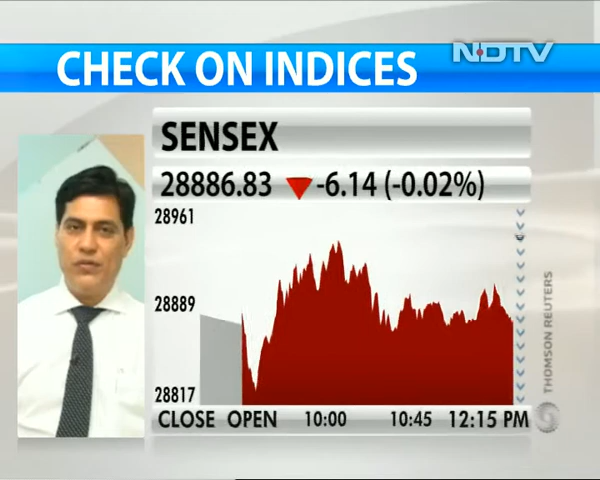 NDTV
CHECK ON INDICES
SENSEX
28886.83 ▼ -6.14 (-0.02%)
28961
28889
28817
CLOSE OPEN 10:00 10:45 12:15 PM
THOMSON REUTERS